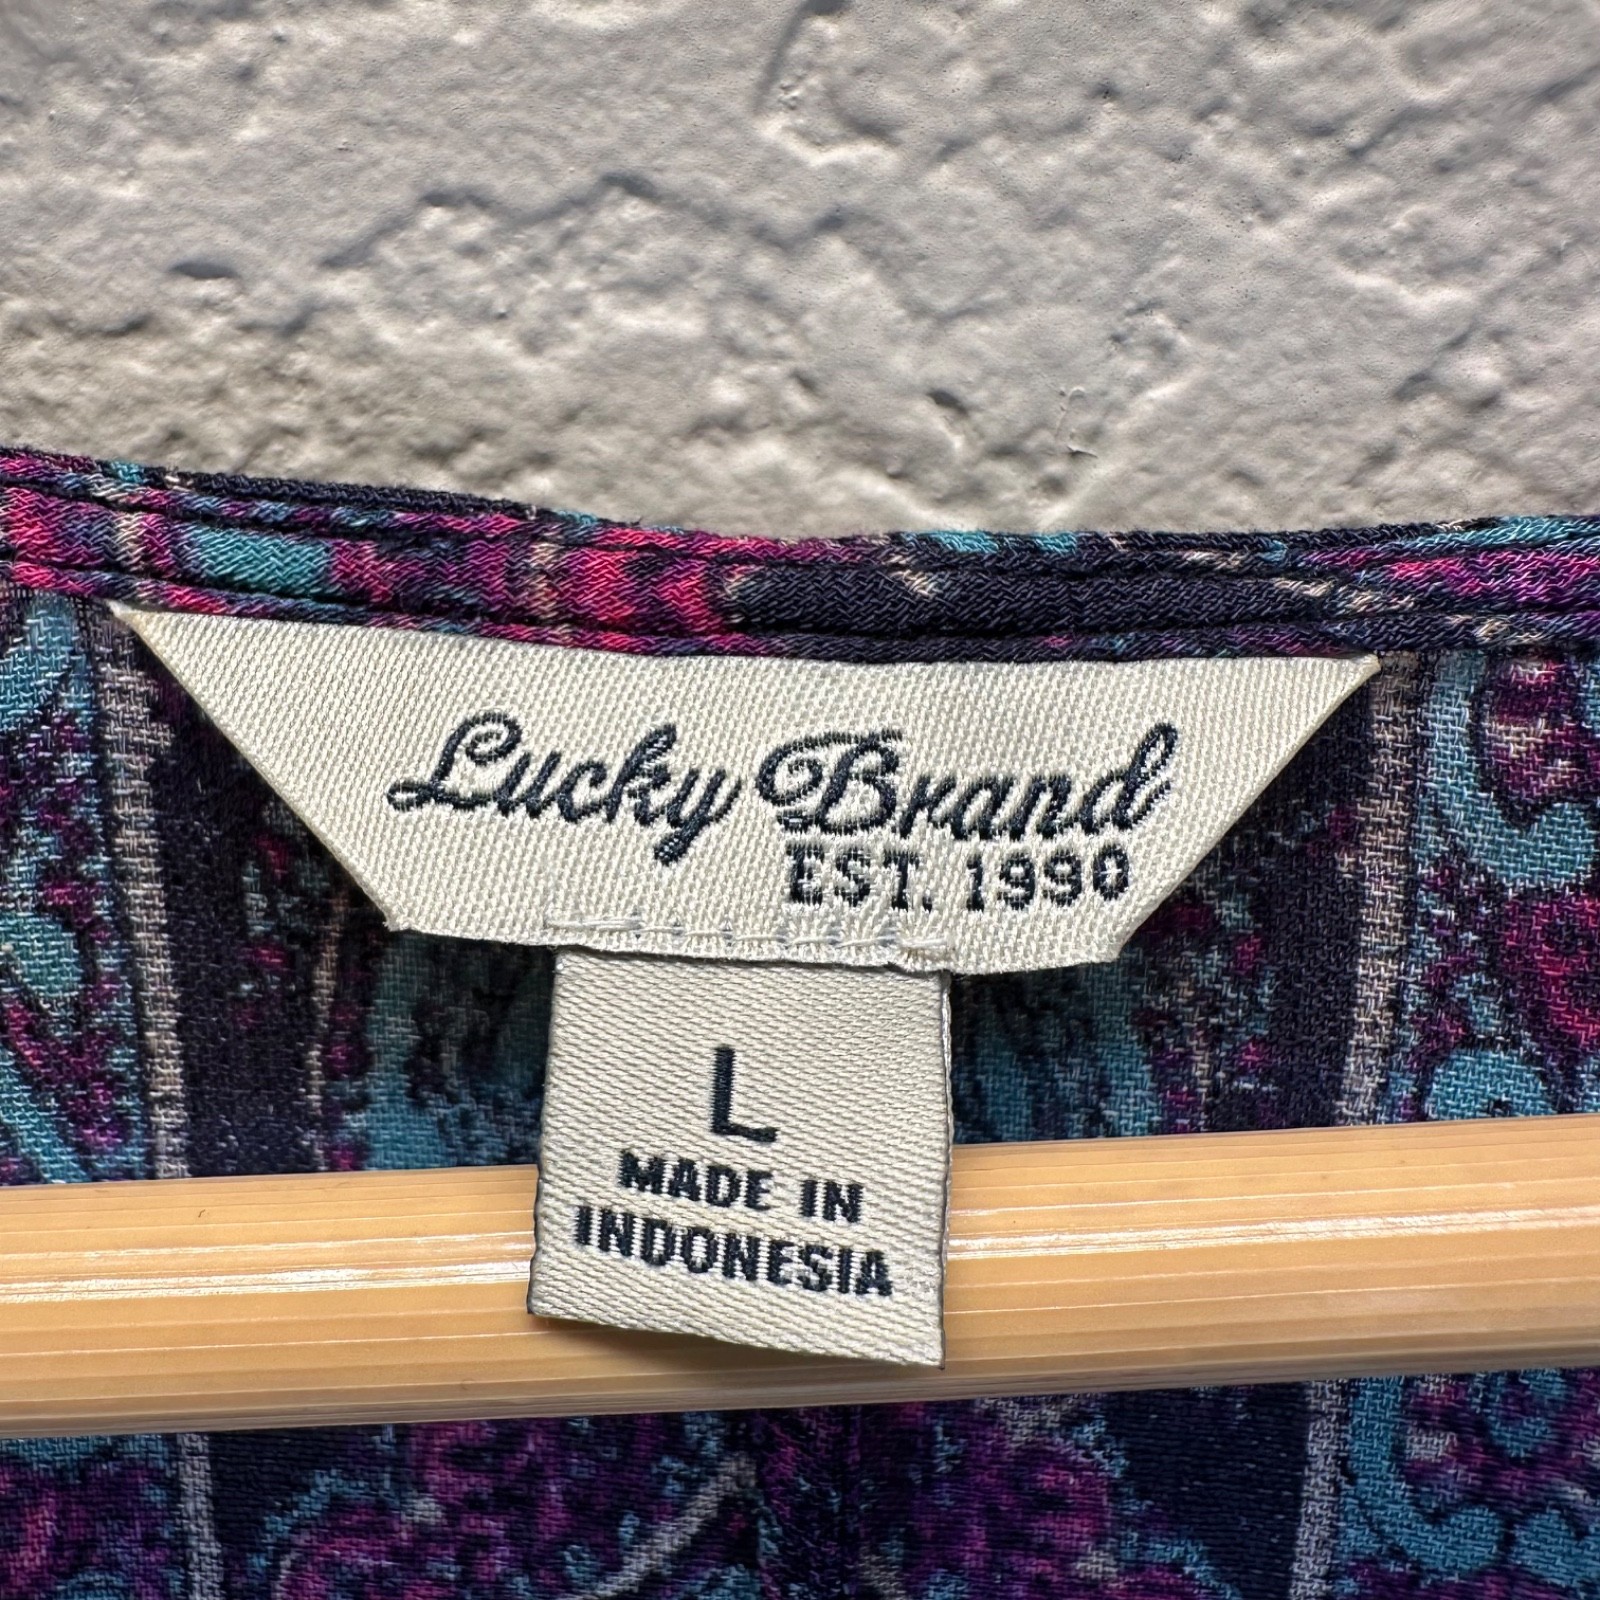 Lucky Brand
EST. 1990
L
MADE IN
INDONESIA